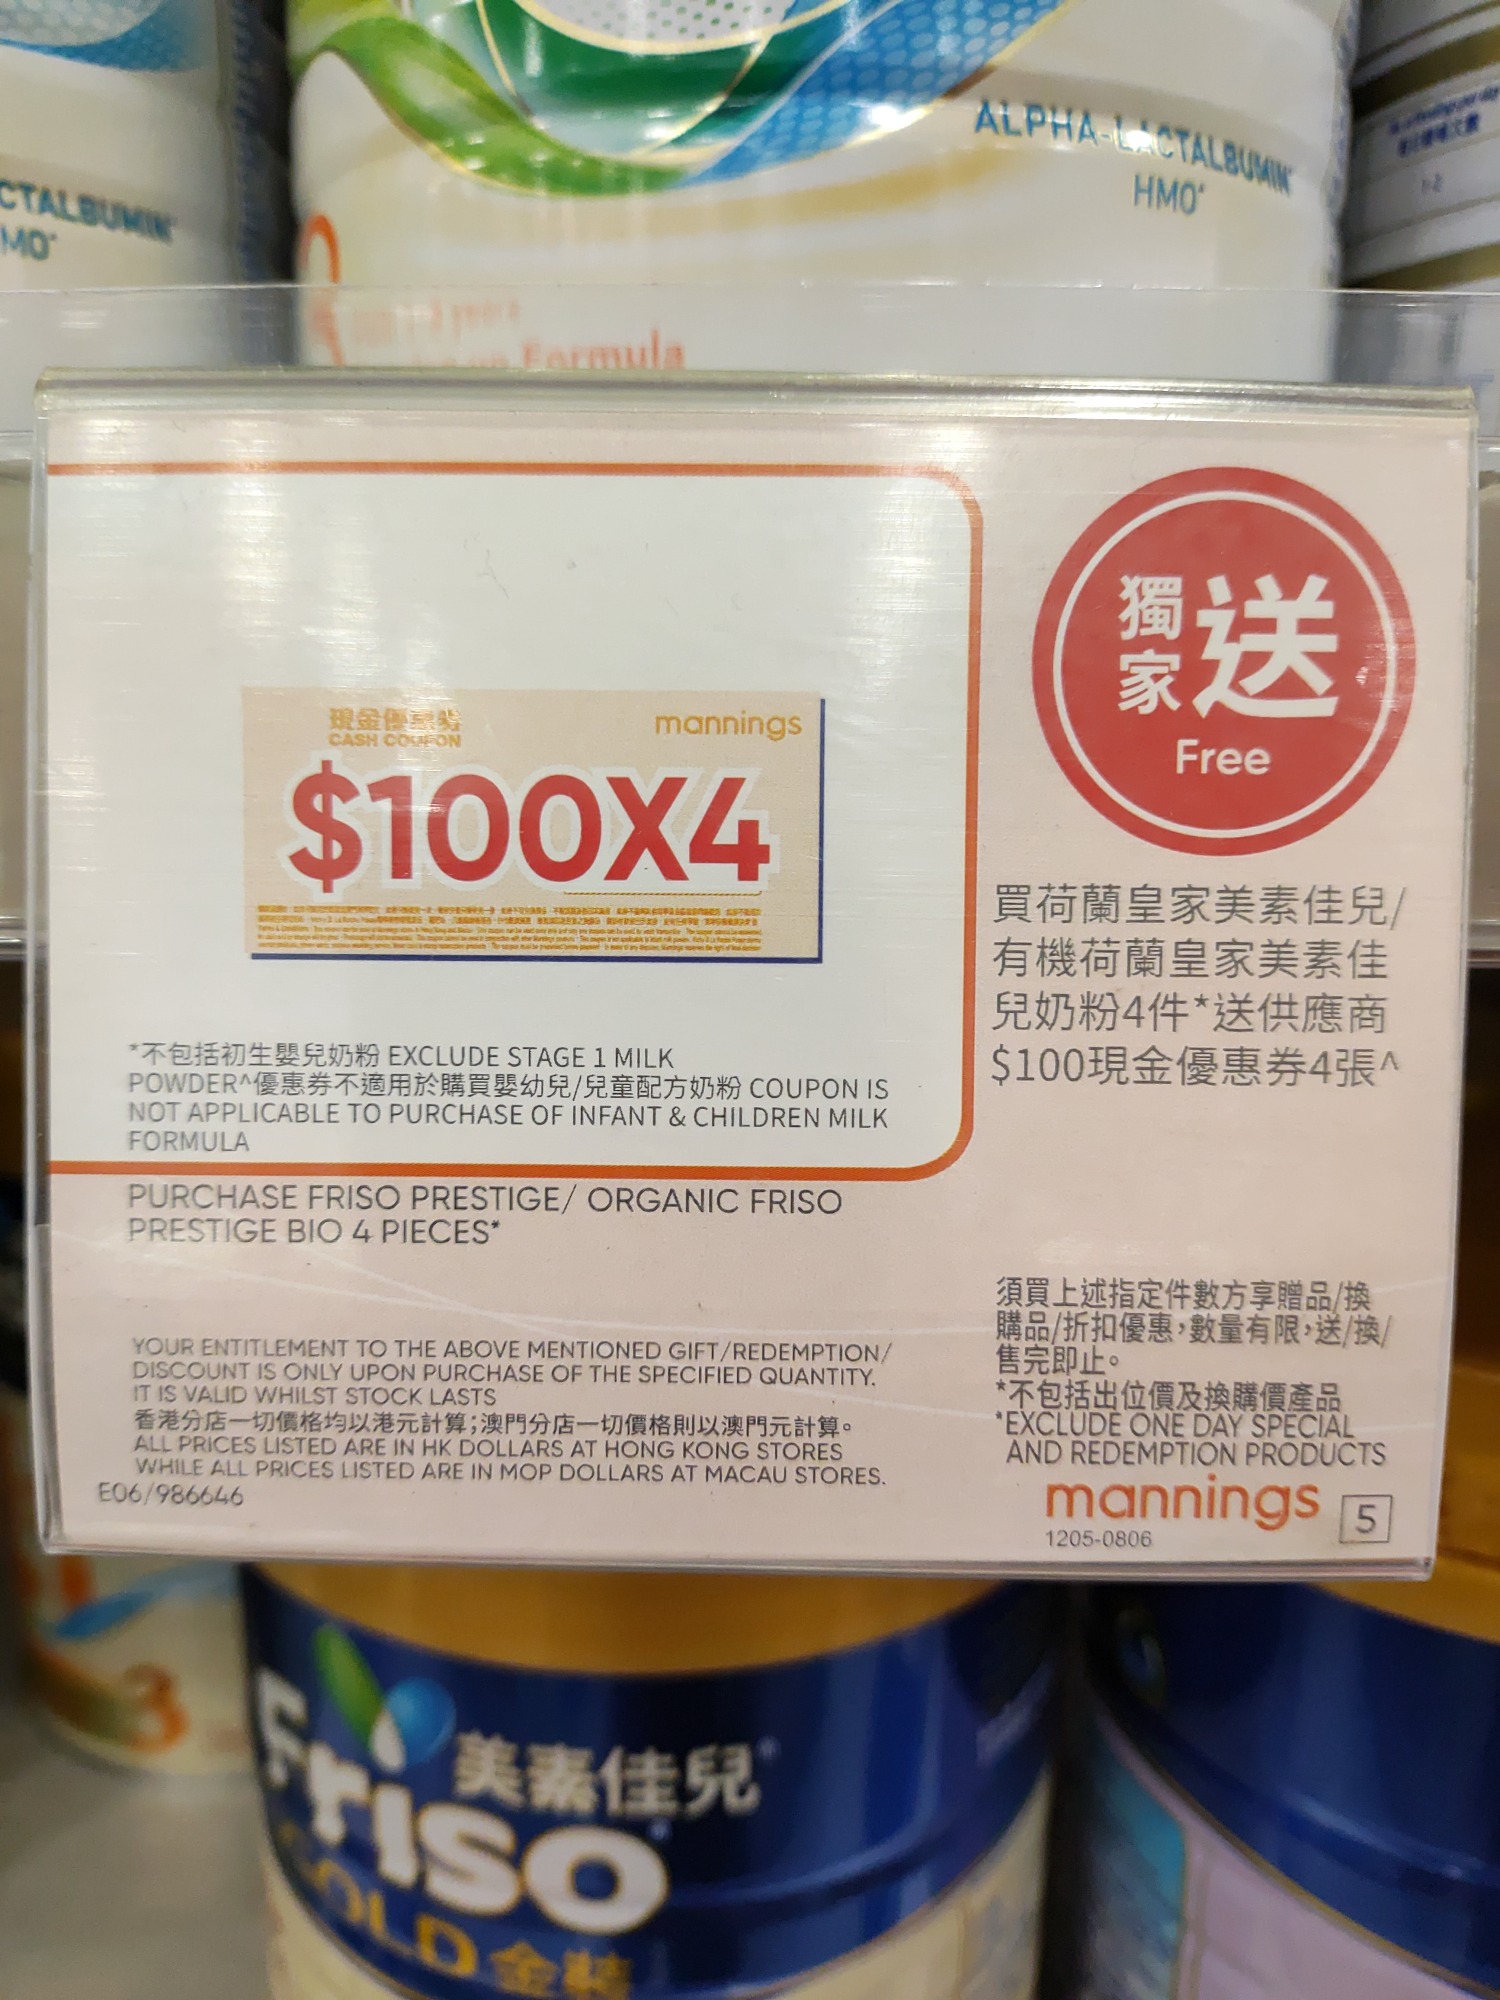 ALPHA-LACTALBUMIN
HMO
CTALBUMIN
MO
Formula
獨家送
Free
現金優惠券
CASH COUPON
mannings
$100X4
買荷蘭皇家美素佳兒/
有機荷蘭皇家美素佳
兒奶粉4件*送供應商
$100現金優惠券4張^
*不包括初生嬰兒奶粉 EXCLUDE STAGE 1 MILK
POWDER^優惠券不適用於購買嬰幼兒/兒童配方奶粉 COUPON IS
NOT APPLICABLE TO PURCHASE OF INFANT & CHILDREN MILK
FORMULA
PURCHASE FRISO PRESTIGE/ ORGANIC FRISO
PRESTIGE BIO 4 PIECES*
須買上述指定件數方享贈品/換
購品/折扣優惠，數量有限，送/換/
售完即止。
*不包括出位價及換購價產品
*EXCLUDE ONE DAY SPECIAL
AND REDEMPTION PRODUCTS
YOUR ENTITLEMENT TO THE ABOVE MENTIONED GIFT/REDEMPTION/
DISCOUNT IS ONLY UPON PURCHASE OF THE SPECIFIED QUANTITY.
IT IS VALID WHILST STOCK LASTS
香港分店一切價格均以港元計算；澳門分店一切價格則以澳門元計算。
ALL PRICES LISTED ARE IN HK DOLLARS AT HONG KONG STORES
WHILE ALL PRICES LISTED ARE IN MOP DOLLARS AT MACAU STORES.
E06/986646
mannings
5
1205-0806
3
美素佳兒®
Friso
GOLD 金裝